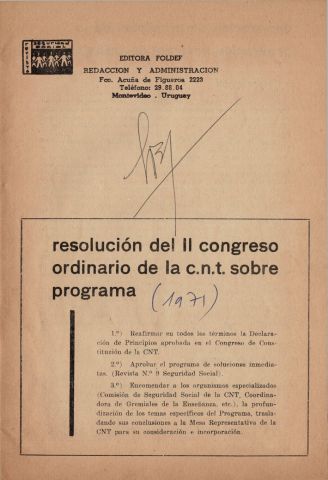 EDITORA FOLDEF
REDACCION Y ADMINISTRACION
Fco. Acuña de Figueroa 2223
Teléfono: 29.88.04
Montevideo . Uruguay
resolución del II congreso
ordinario de la c.n.t. sobre
programa (1971)
1.º) Reafirmar en todos los términos la Declara-
ción de Principios aprobada en el Congreso de Cons-
titución de la CNT.
2.º) Aprobar el programa de soluciones inmedia-
tas. (Revista N.º 9 Seguridad Social).
3.º) Encomendar a los organismos especializados
(Comisión de Seguridad Social de la CNT, Coordina-
dora de Gremiales de la Enseñanza, etc.), la profun-
dización de los temas específicos del Programa, trasla-
dando sus conclusiones a la Mesa Representativa de la
CNT para su consideración e incorporación.